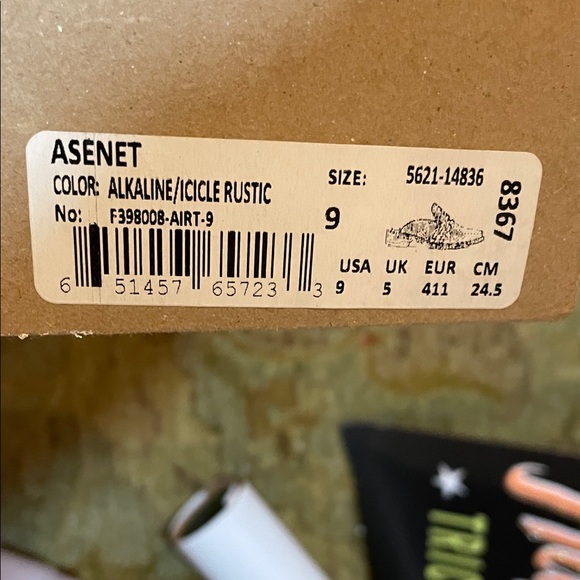 ASENET
COLOR: ALKALINE/ICICLE RUSTIC
No: F398008-AIRT-9
6 51457 65723 3
SIZE: 5621-14836
9
8367
USA UK EUR CM
9 5 411 24.5